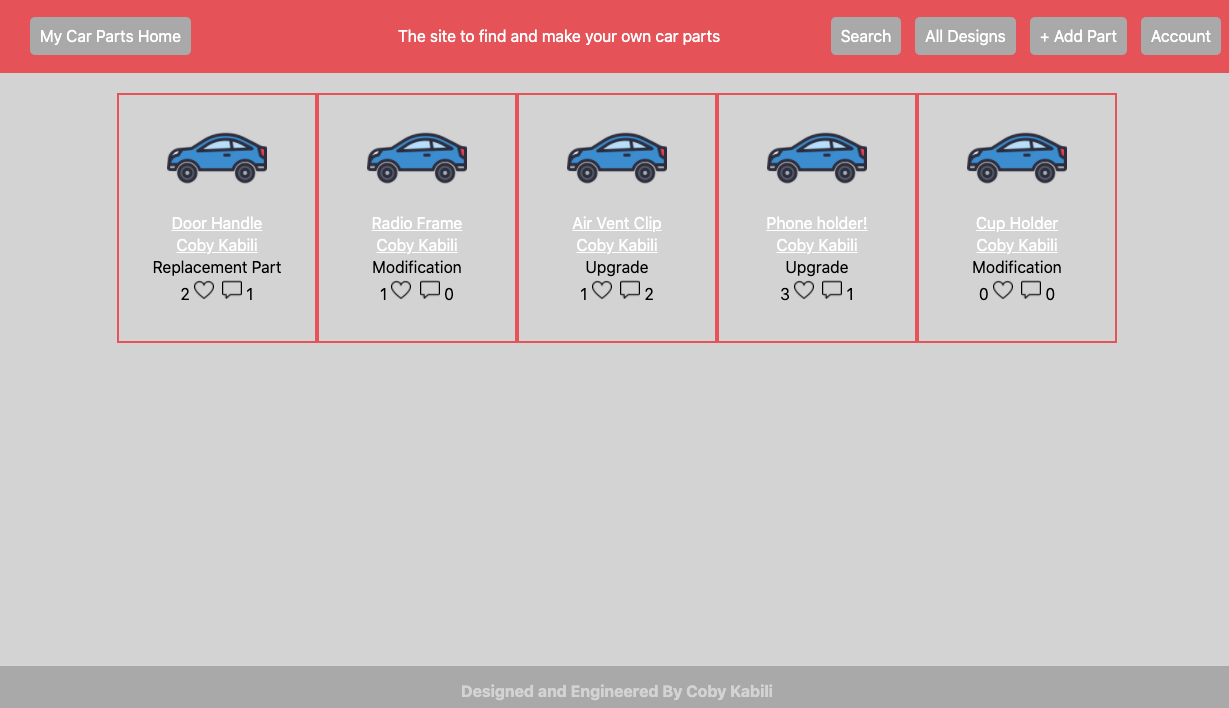 My Car Parts Home
The site to find and make your own car parts
Search
All Designs
+ Add Part
Account
Door Handle
Coby Kabili
Replacement Part
2 1
Radio Frame
Coby Kabili
Modification
1 0
Air Vent Clip
Coby Kabili
Upgrade
1 2
Phone holder!
Coby Kabili
Upgrade
3 1
Cup Holder
Coby Kabili
Modification
0 0
Designed and Engineered By Coby Kabili